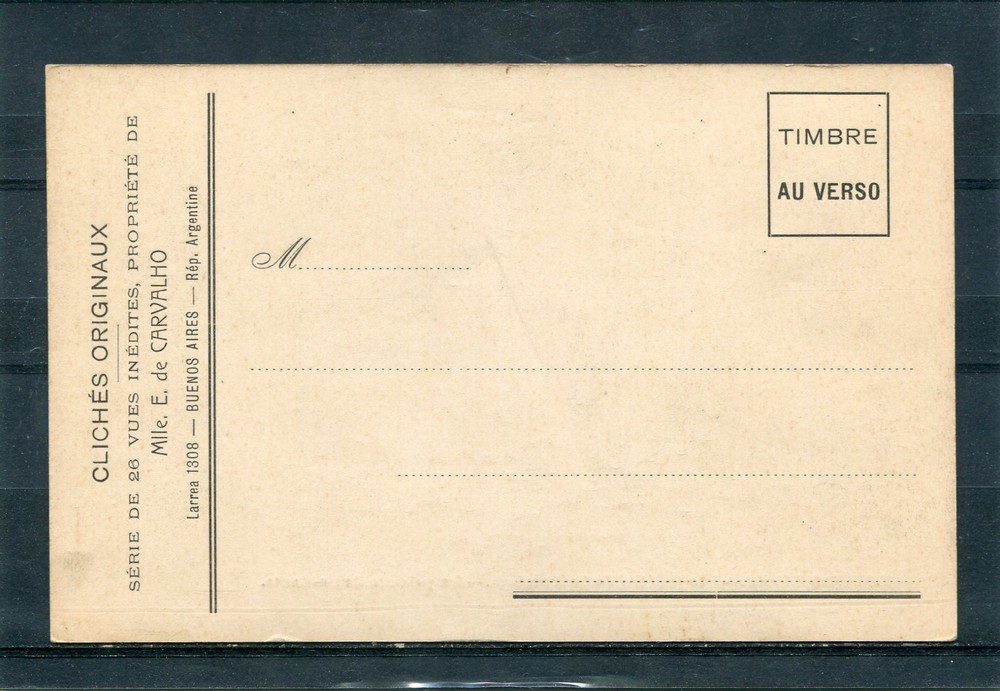 CLICHÉS ORIGINAUX
SÉRIE DE 26 VUES INÉDITES, PROPRIÉTÉ DE
Mlle. E. de CARVALHO
Larrea 1308 — BUENOS AIRES — Rép. Argentine
TIMBRE
AU VERSO
M